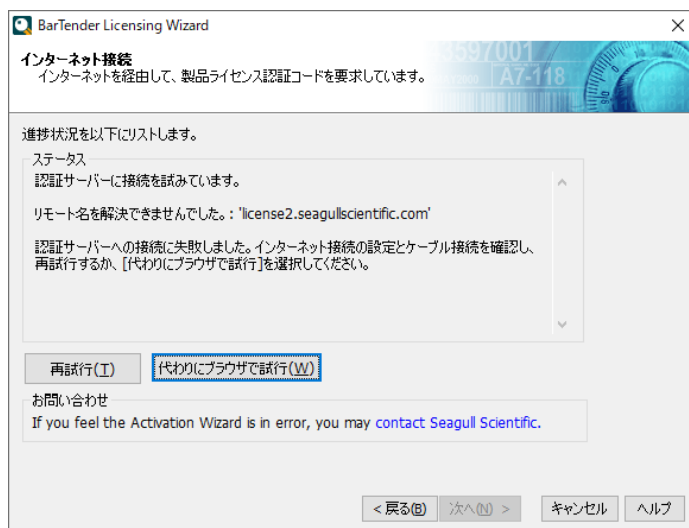 BarTender Licensing Wizard
インターネット接続
インターネットを経由して、製品ライセンス認証コードを要求しています。
3597001
A7-118
進捗状況を以下にリストします。
ステータス
認証サーバーに接続を試みています。
リモート名を解決できませんでした。: 'license2.seagullscientific.com'
認証サーバーへの接続に失敗しました。インターネット接続の設定とケーブル接続を確認し、
再試行するか、[代わりにブラウザで試行]を選択してください。
再試行(T) 代わりにブラウザで試行(W)
お問い合わせ
If you feel the Activation Wizard is in error, you may contact Seagull Scientific.
< 戻る(B) 次へ(N) > キャンセル ヘルプ